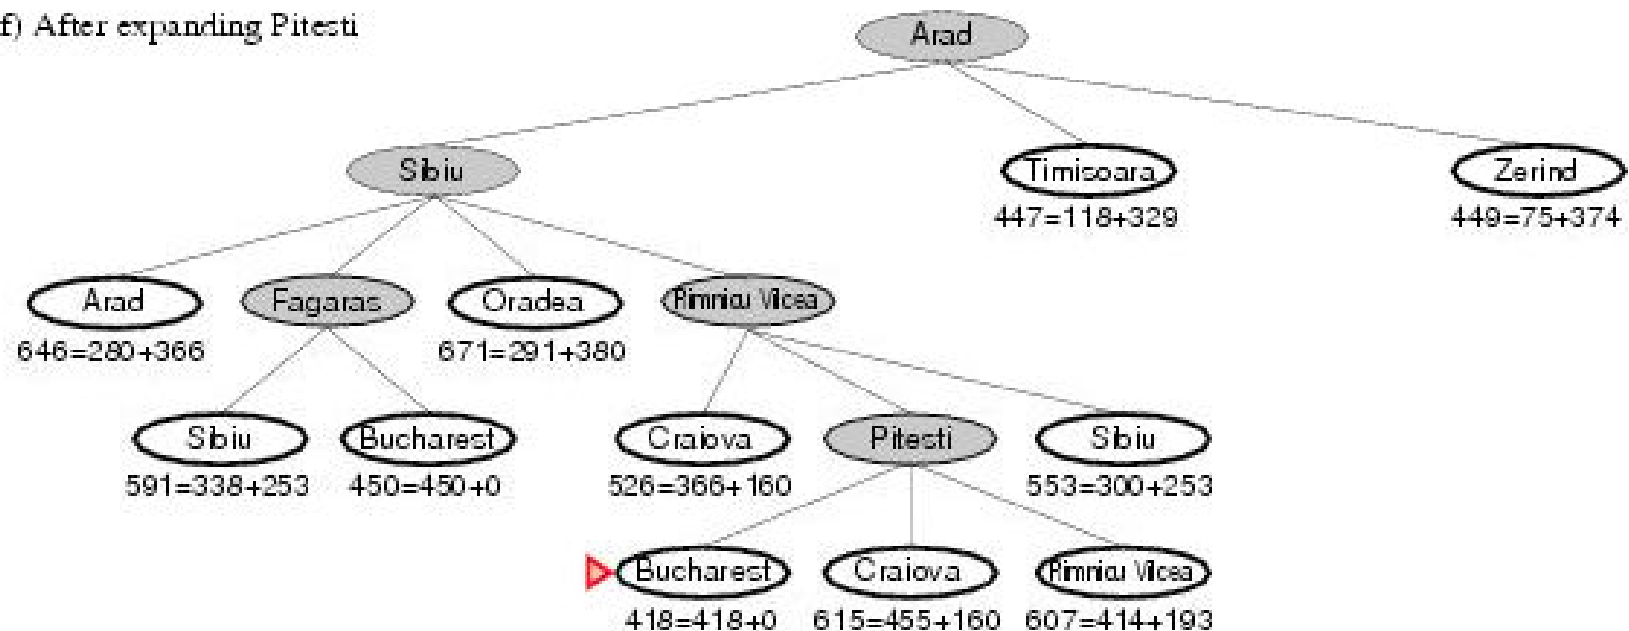 f) After expanding Pitesti
Arad
Sibiu
Timisoara
Zerind
447=118+329
449=75+374
Arad
Fagaras
Oradea
Rimnicu Vilcea
646=280+366
671=291+380
Sibiu
Bucharest
Craiova
Pitesti
Sibiu
591=338+253
450=450+0
526=366+160
553=300+253
Bucharest
Craiova
Rimnicu Vilcea
418=418+0
615=455+160
607=414+193